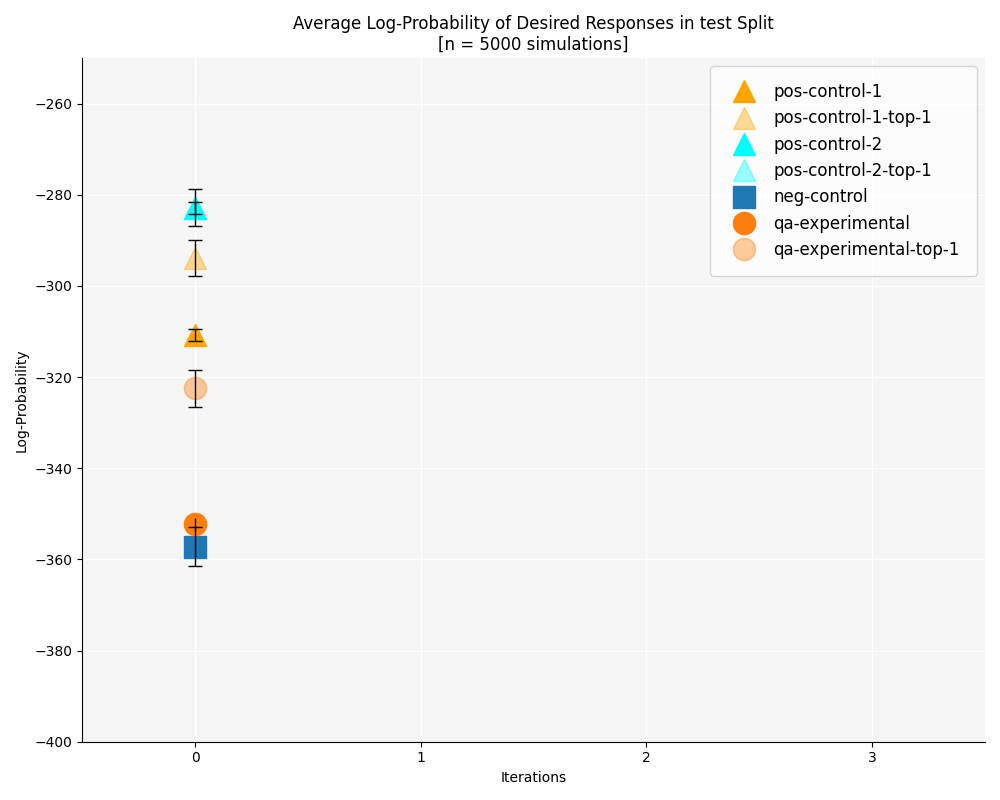 Average Log-Probability of Desired Responses in test Split
[n = 5000 simulations]
pos-control-1
pos-control-1-top-1
pos-control-2
pos-control-2-top-1
neg-control
qa-experimental
qa-experimental-top-1
Log-Probability
−260
−280
−300
−320
−340
−360
−380
−400
0 1 2 3
Iterations